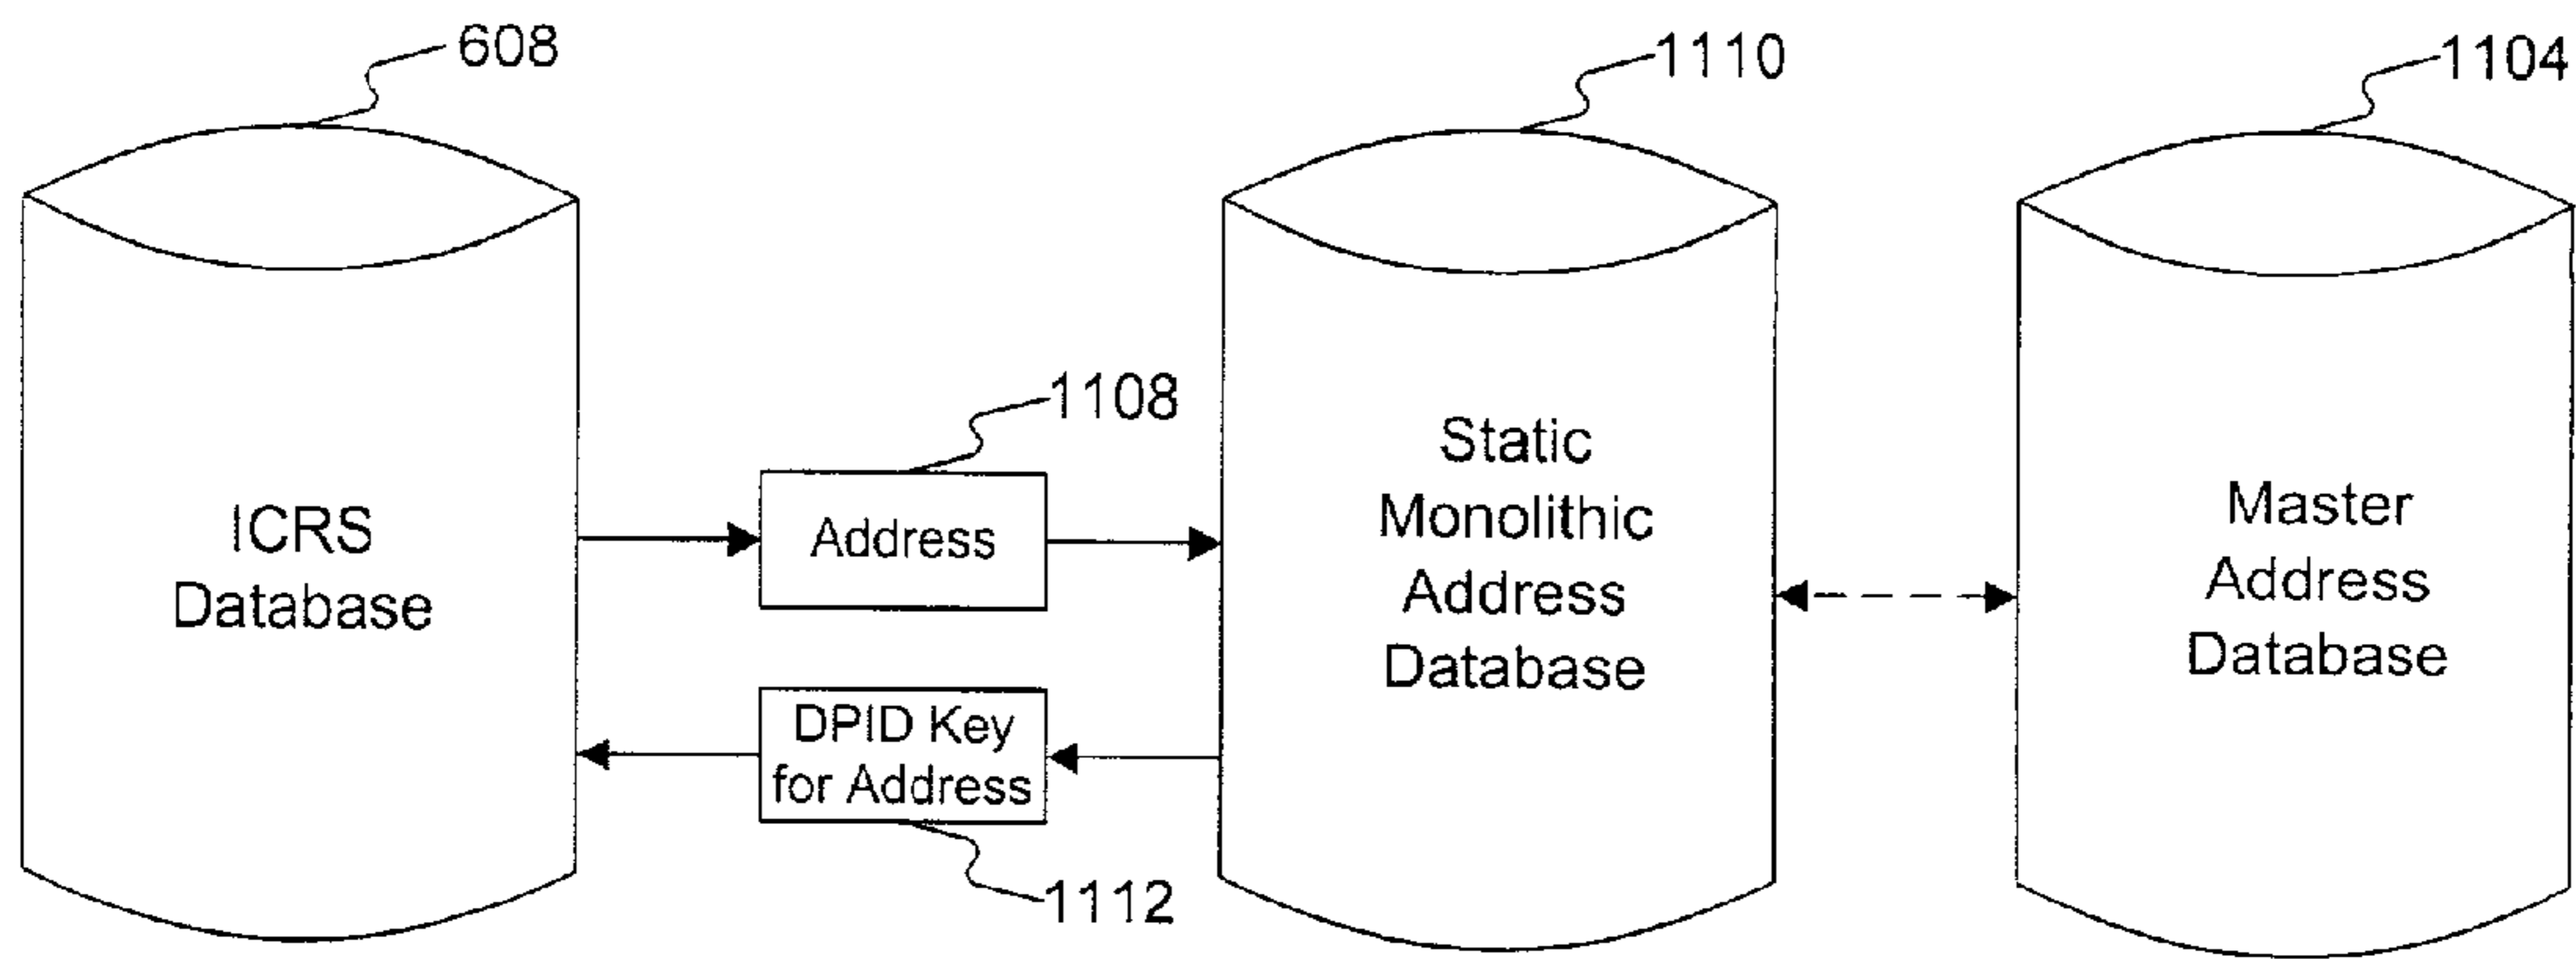 608
1110
1104
1108
ICRS
Database
Address
DPID Key
for Address
1112
Static
Monolithic
Address
Database
Master
Address
Database